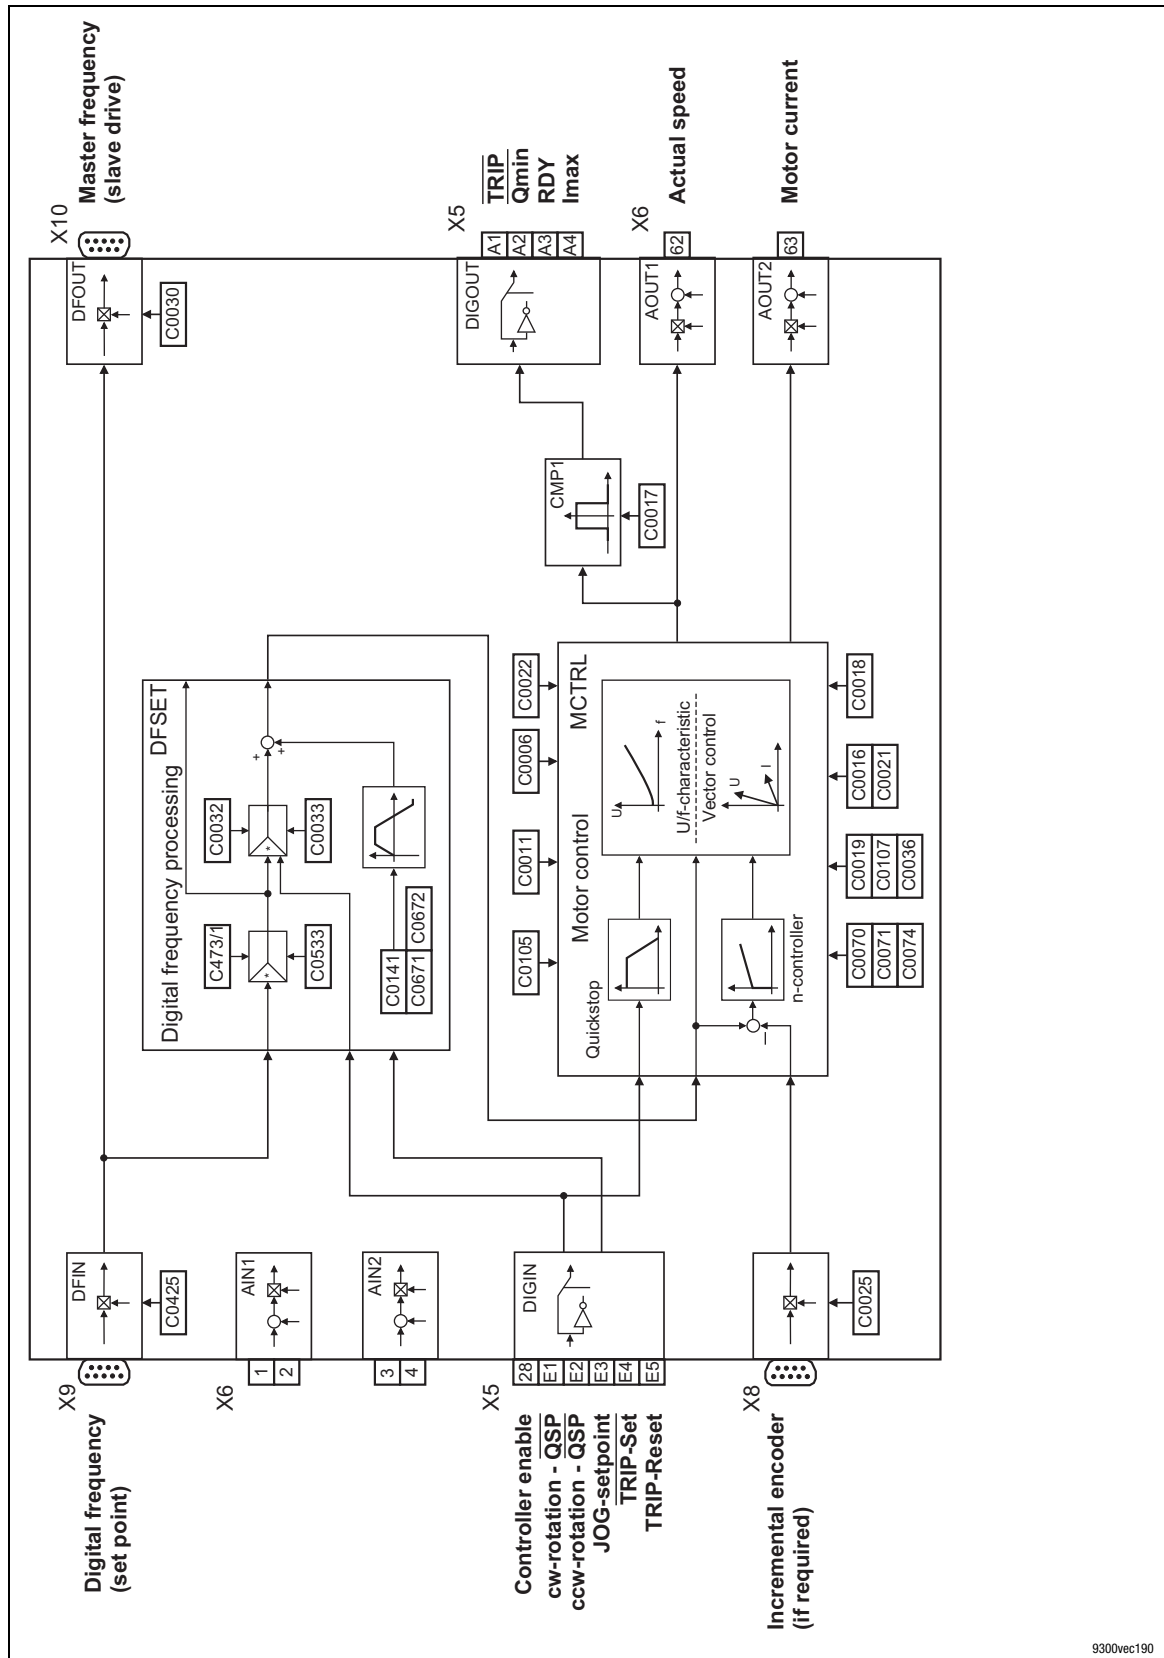 X9
Digital frequency
(set point)
DFIN
C0425
X6
1
2
AIN1
3
4
AIN2
X5
Controller enable
cw-rotation - QSP
ccw-rotation - QSP
JOG-setpoint
TRIP-Set
TRIP-Reset
28
E1
E2
E3
E4
E5
DIGIN
X8
Incremental encoder
(if required)
C0025
Digital frequency processing
DFSET
C473/1
*
C0533
C0032
*
C0033
+
+
C0141
C0671
C0672
Motor control
MCTRL
C0105
C0011
C0006
C0022
Quickstop
n-controller
U
f
U/f-characteristic
Vector control
U
I
C0070
C0071
C0074
C0019
C0107
C0036
C0016
C0021
C0018
CMP1
C0017
DFOUT
C0030
X10
Master frequency
(slave drive)
DIGOUT
X5
A1
A2
A3
A4
TRIP
Qmin
RDY
Imax
AOUT1
X6
62
Actual speed
AOUT2
63
Motor current
9300vec190